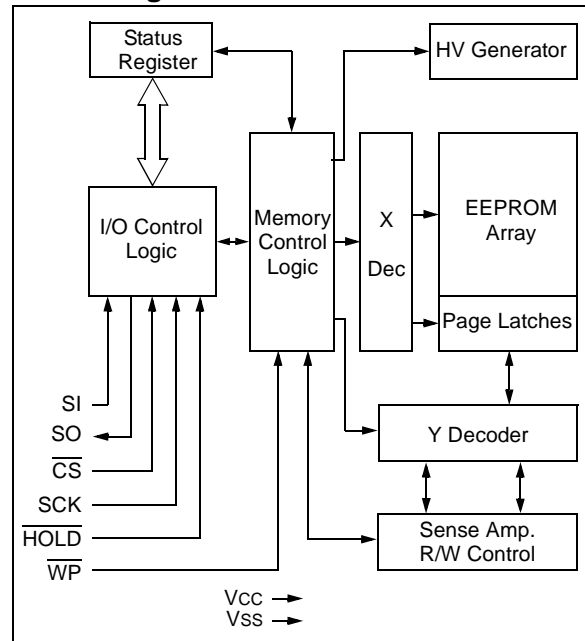 Status
Register
HV Generator
I/O Control
Logic
Memory
Control
Logic
X
Dec
EEPROM
Array
Page Latches
SI
SO
CS
SCK
HOLD
WP
Y Decoder
Sense Amp.
R/W Control
VCC
VSS